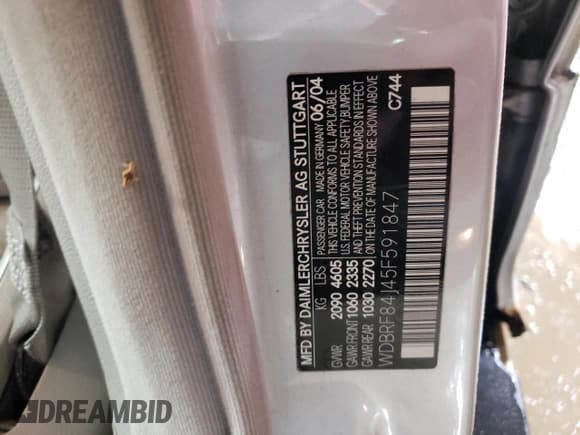 MFD BY DAIMLERCHRYSLER AG STUTTGART
KG LBS PASSENGER CAR MADE IN GERMANY 06/04
GVWR 2090 4605 THIS VEHICLE CONFORMS TO ALL APPLICABLE
GAWR FRONT 1060 2335 U.S. FEDERAL MOTOR VEHICLE SAFETY, BUMPER
GAWR REAR 1030 2270 AND THEFT PREVENTION STANDARDS IN EFFECT
ON THE DATE OF MANUFACTURE SHOWN ABOVE
WDBRF84J45F591847 C744
DREAMBID